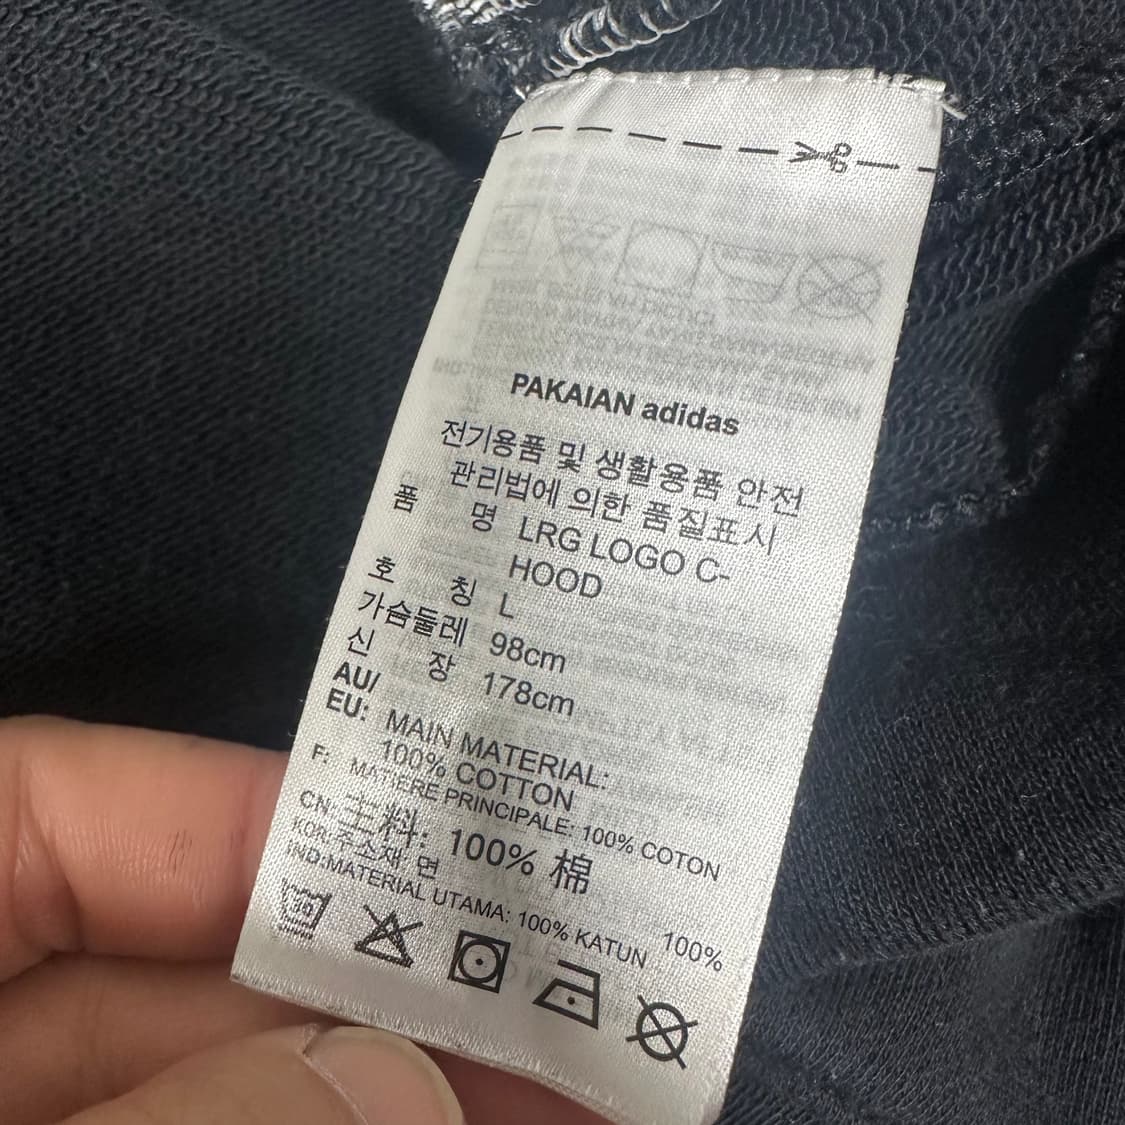 PAKAIAN adidas
전기용품 및 생활용품 안전
관리법에 의한 품질표시
품 명 LRG LOGO C-
HOOD
호 칭 L
가슴둘레 98cm
신 장 178cm
AU/
EU: MAIN MATERIAL:
100% COTTON
F: MATIERE PRINCIPALE: 100% COTON
CN: 主料: 100% 棉
KOR:주소재: 면 100%
IND:MATERIAL UTAMA: 100% KATUN